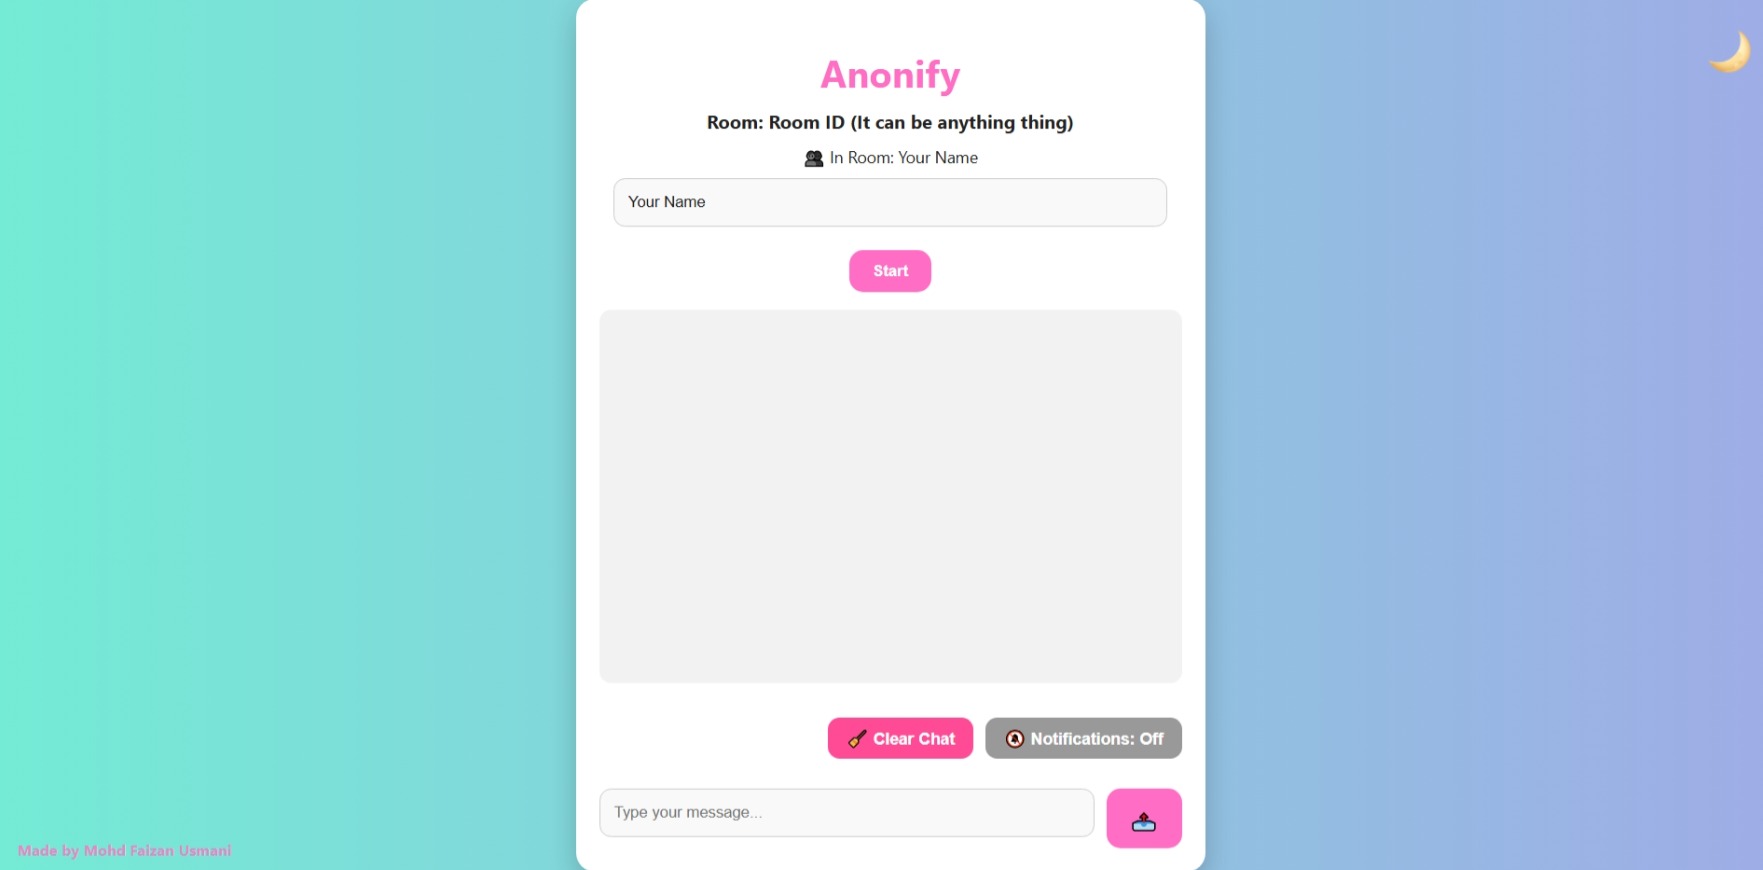 Anonify
Room: Room ID (It can be anything thing)
In Room: Your Name
Your Name
Start
Clear Chat
Notifications: Off
Type your message...
Made by Mohd Faizan Usmani